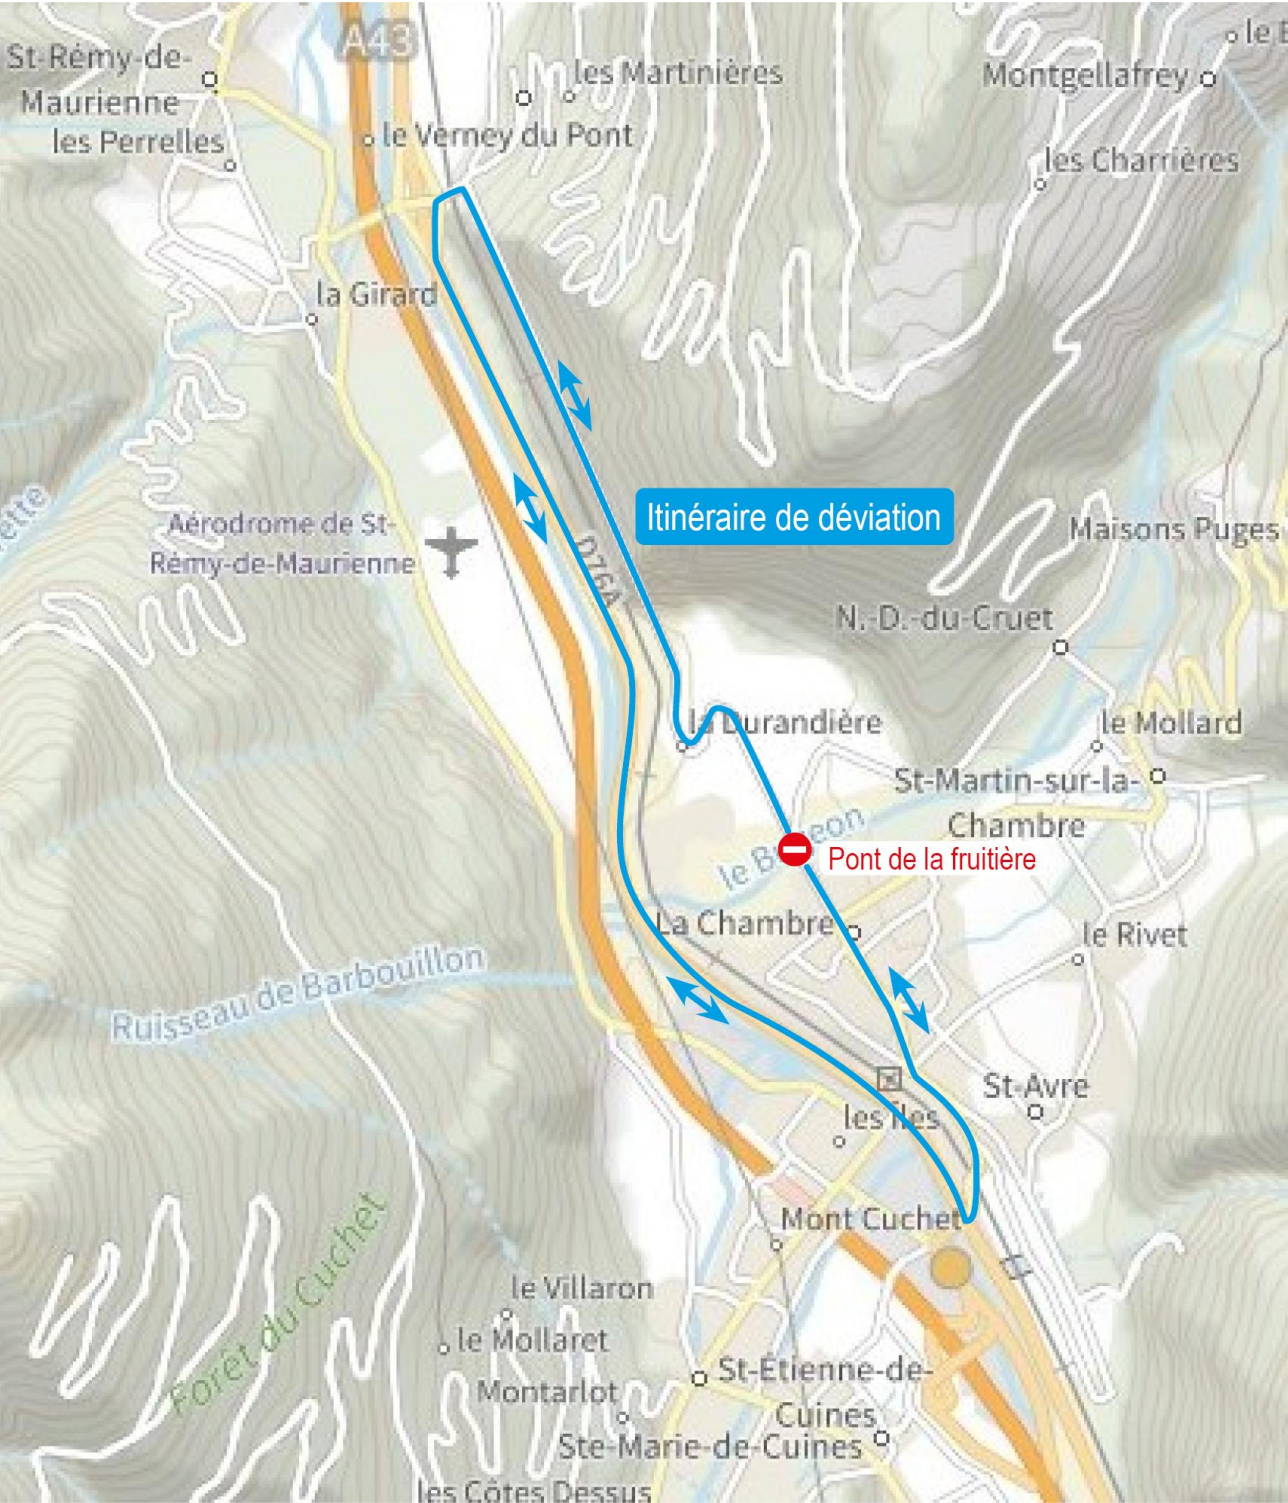 A43
le
St-Rémy-de-
Maurienne
les Martinières
Montgellafrey
les Perrelles
le Verney du Pont
les Charrières
la Girard
Itinéraire de déviation
Aérodrome de St-
Rémy-de-Maurienne
D76A
Maisons Puges
N.-D.-du-Cruet
la Durandière
le Mollard
St-Martin-sur-la-
Chambre
Pont de la fruitière
La Chambre
le Rivet
Ruisseau de Barbouillon
St-Avre
les Îles
Mont Cuchet
Forêt du Cuchet
le Villaron
le Mollaret
Montarlot
St-Étienne-de-
Cuines
Ste-Marie-de-Cuines
les Côtes Dessus